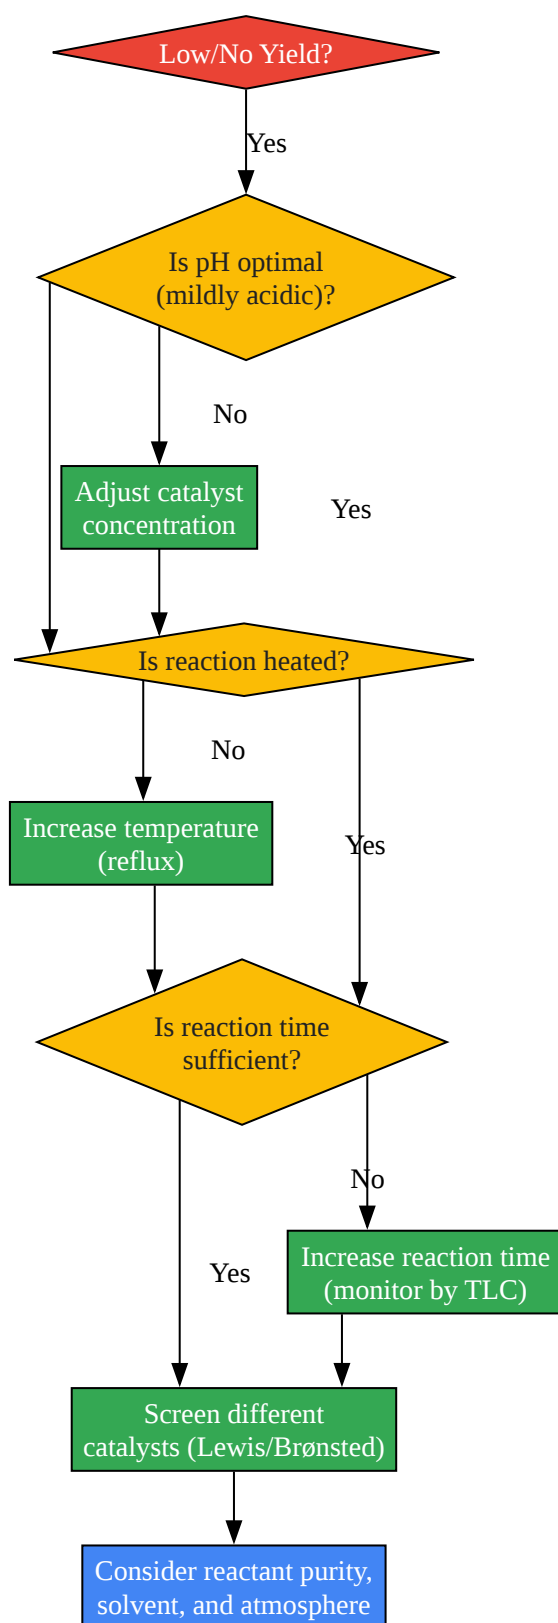 Low/No Yield?
Yes
Is pH optimal
(mildly acidic)?
No
Adjust catalyst
concentration
Yes
Is reaction heated?
No
Increase temperature
(reflux)
Yes
Is reaction time
sufficient?
No
Increase reaction time
(monitor by TLC)
Yes
Screen different
catalysts (Lewis/Brønsted)
Consider reactant purity,
solvent, and atmosphere